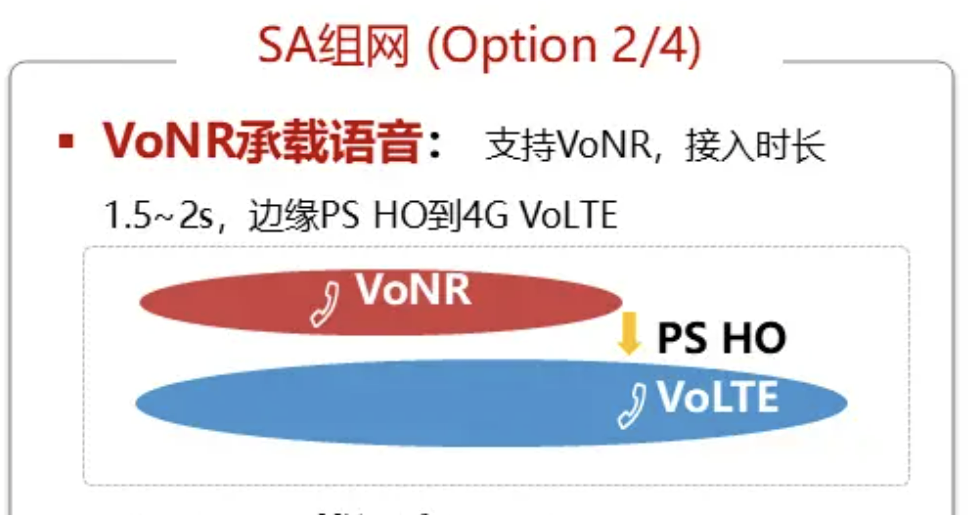 SA组网 (Option 2/4)
▪ VoNR承载语音： 支持VoNR，接入时长
1.5~2s，边缘PS HO到4G VoLTE
VoNR
PS HO
VoLTE